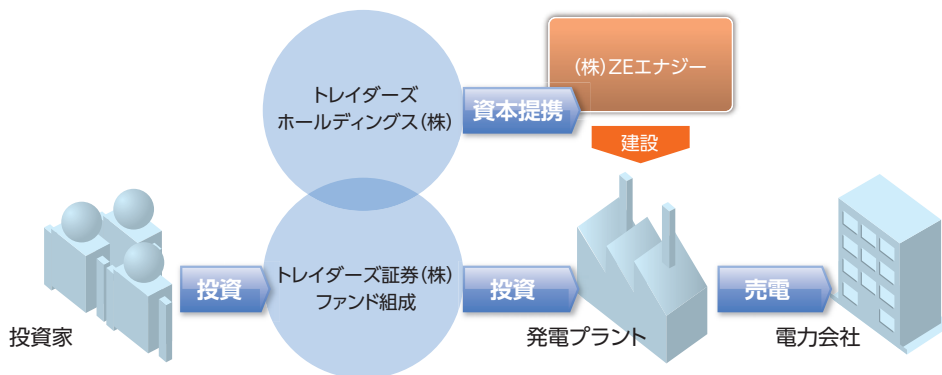 (株)ZEエナジー
トレイダーズ
ホールディングス(株)
資本提携
建設
投資
トレイダーズ証券(株)
ファンド組成
投資
売電
投資家
発電プラント
電力会社